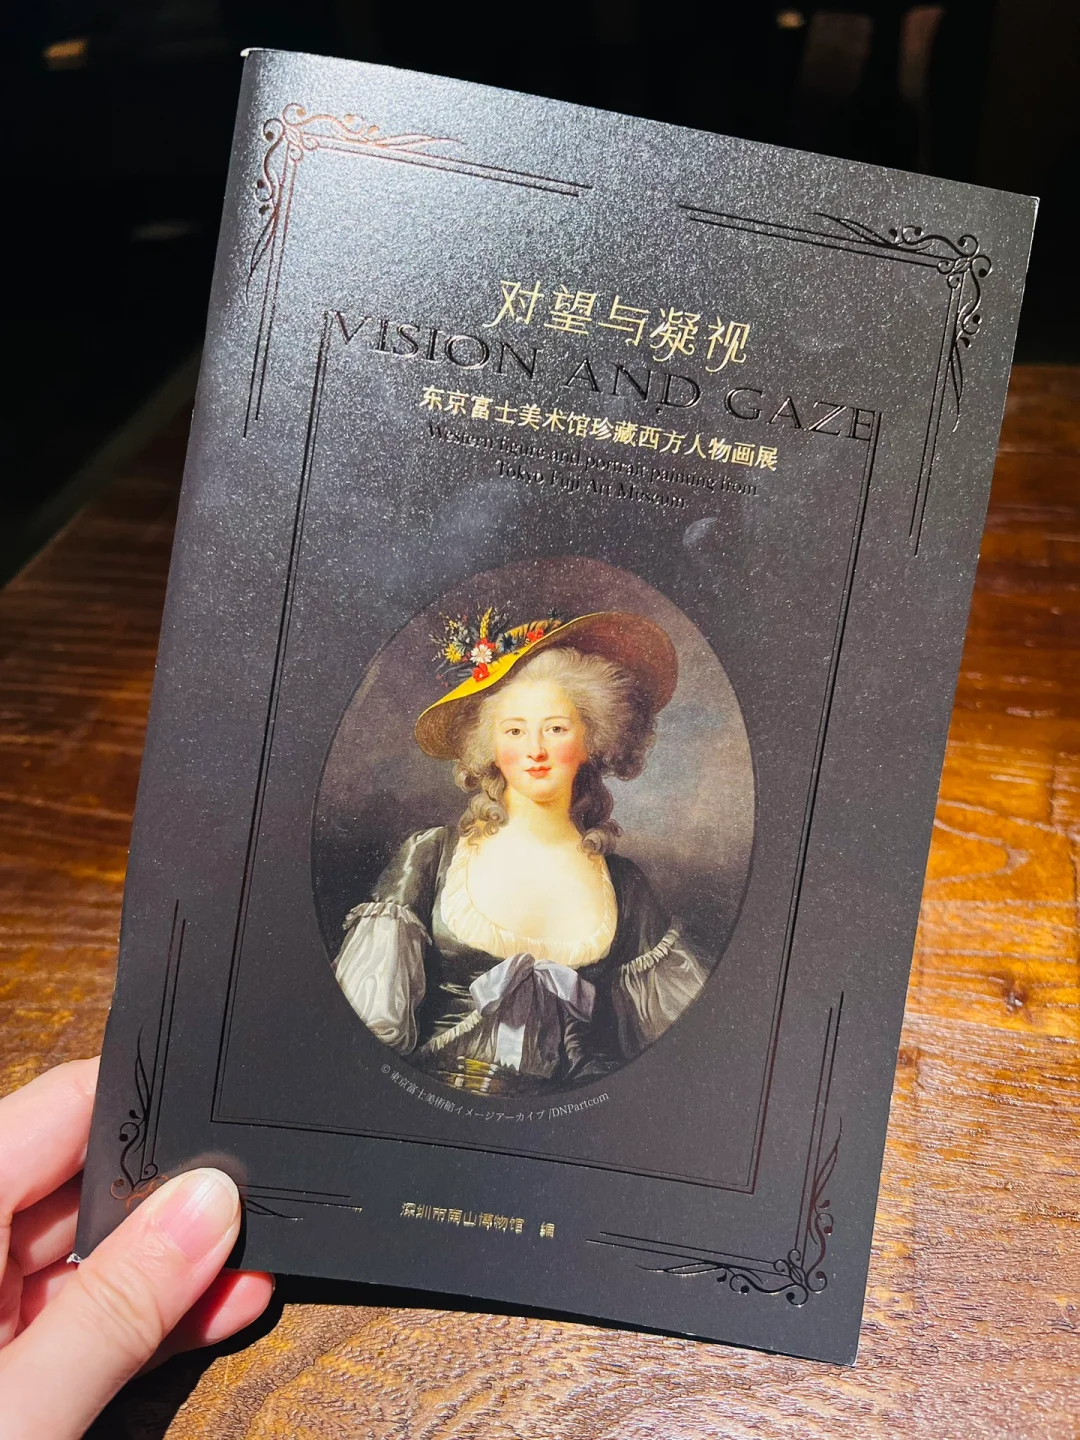 对望与凝视
VISION AND GAZE
东京富士美术馆珍藏西方人物画展
Western figure and portrait painting from
Tokyo Fuji Art Museum
© 東京富士美術館イメージアーカイブ /DNPartcom
深圳市南山博物馆 编